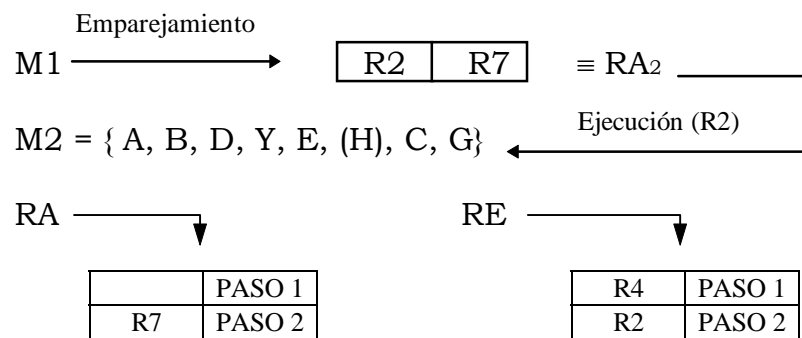 Emparejamiento
M1 R2 R7 ≡ RA2
Ejecución (R2)
M2 = { A, B, D, Y, E, (H), C, G}
RA RE
PASO 1 R4 PASO 1
R7 PASO 2 R2 PASO 2